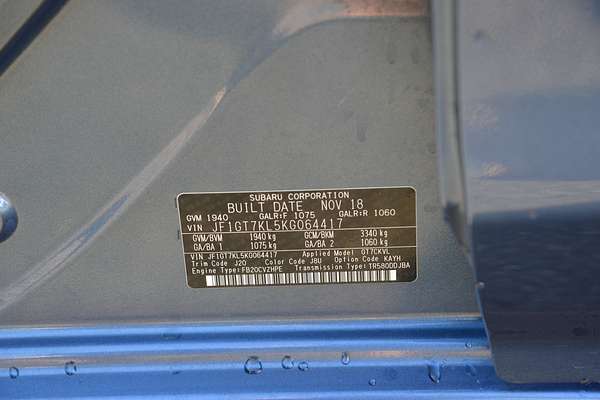 SUBARU CORPORATION
BUILT DATE NOV 18
GVM 1940 GALR:F 1075 GALR:R 1060
VIN JF1GT7KL5KG064417
GVM/BVM 1940 kg GCM/BKM 3340 kg
GA/BA 1 1075 kg GA/BA 2 1060 kg
VIN JF1GT7KL5KG064417 Applied Model: GT7CKVL
Trim Code J20 Color Code J8U Option Code KAYH
Engine Type: FB20CVZHPE Transmission Type: TR580DDJBA